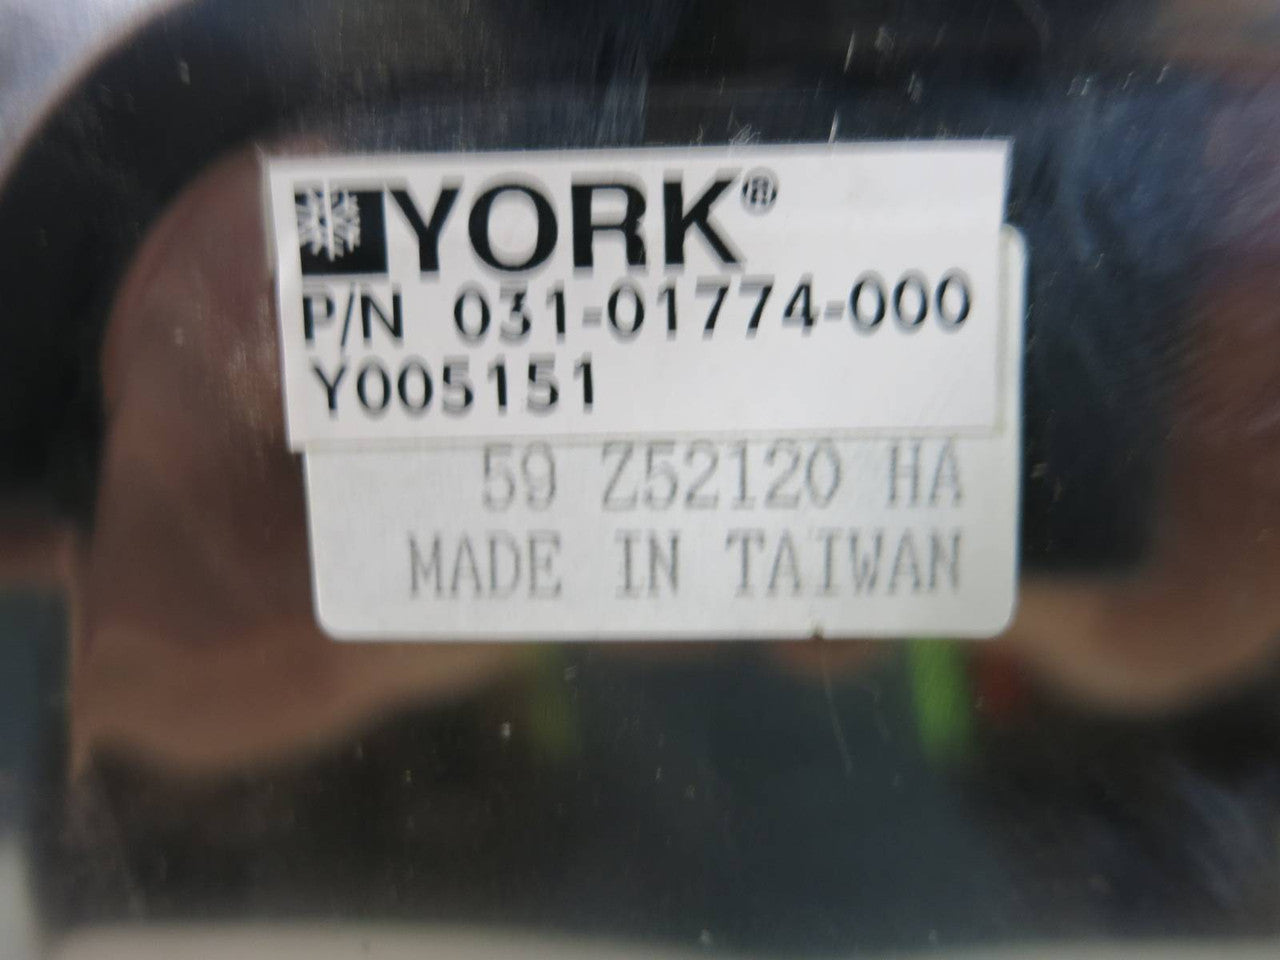 YORK®
P/N 031-01774-000
Y005151
59 Z52120 HA
MADE IN TAIWAN